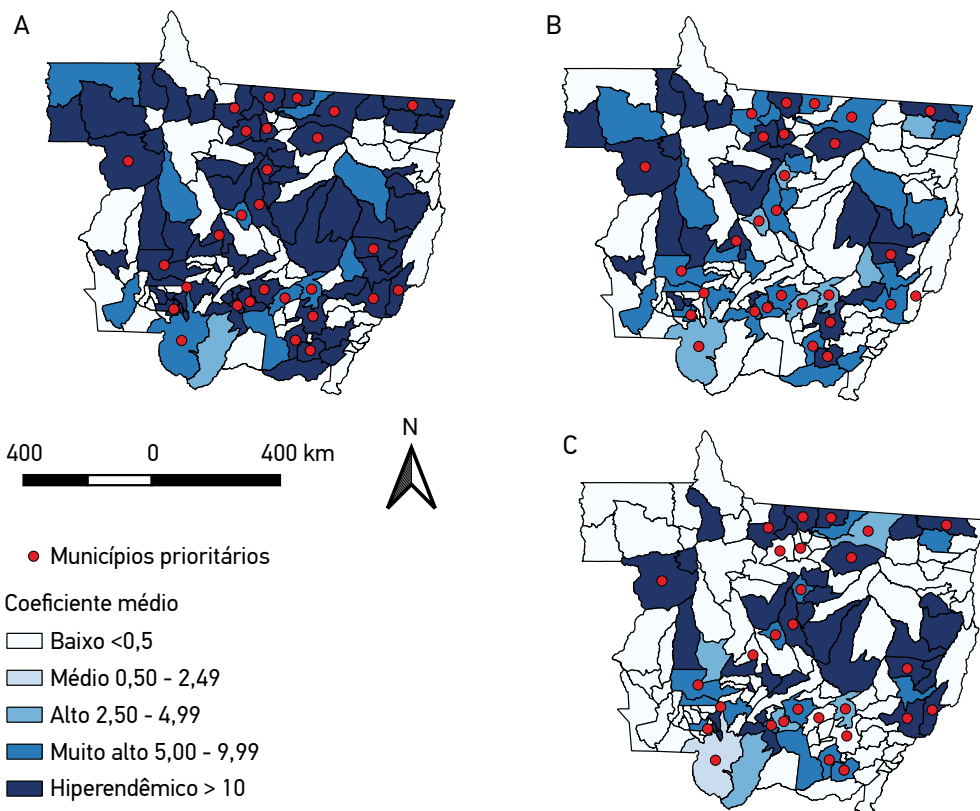 A
B
400
0
400 km
N
C
Municípios prioritários
Coeficiente médio
Baixo <0,5
Médio 0,50 - 2,49
Alto 2,50 - 4,99
Muito alto 5,00 - 9,99
Hiperendêmico > 10